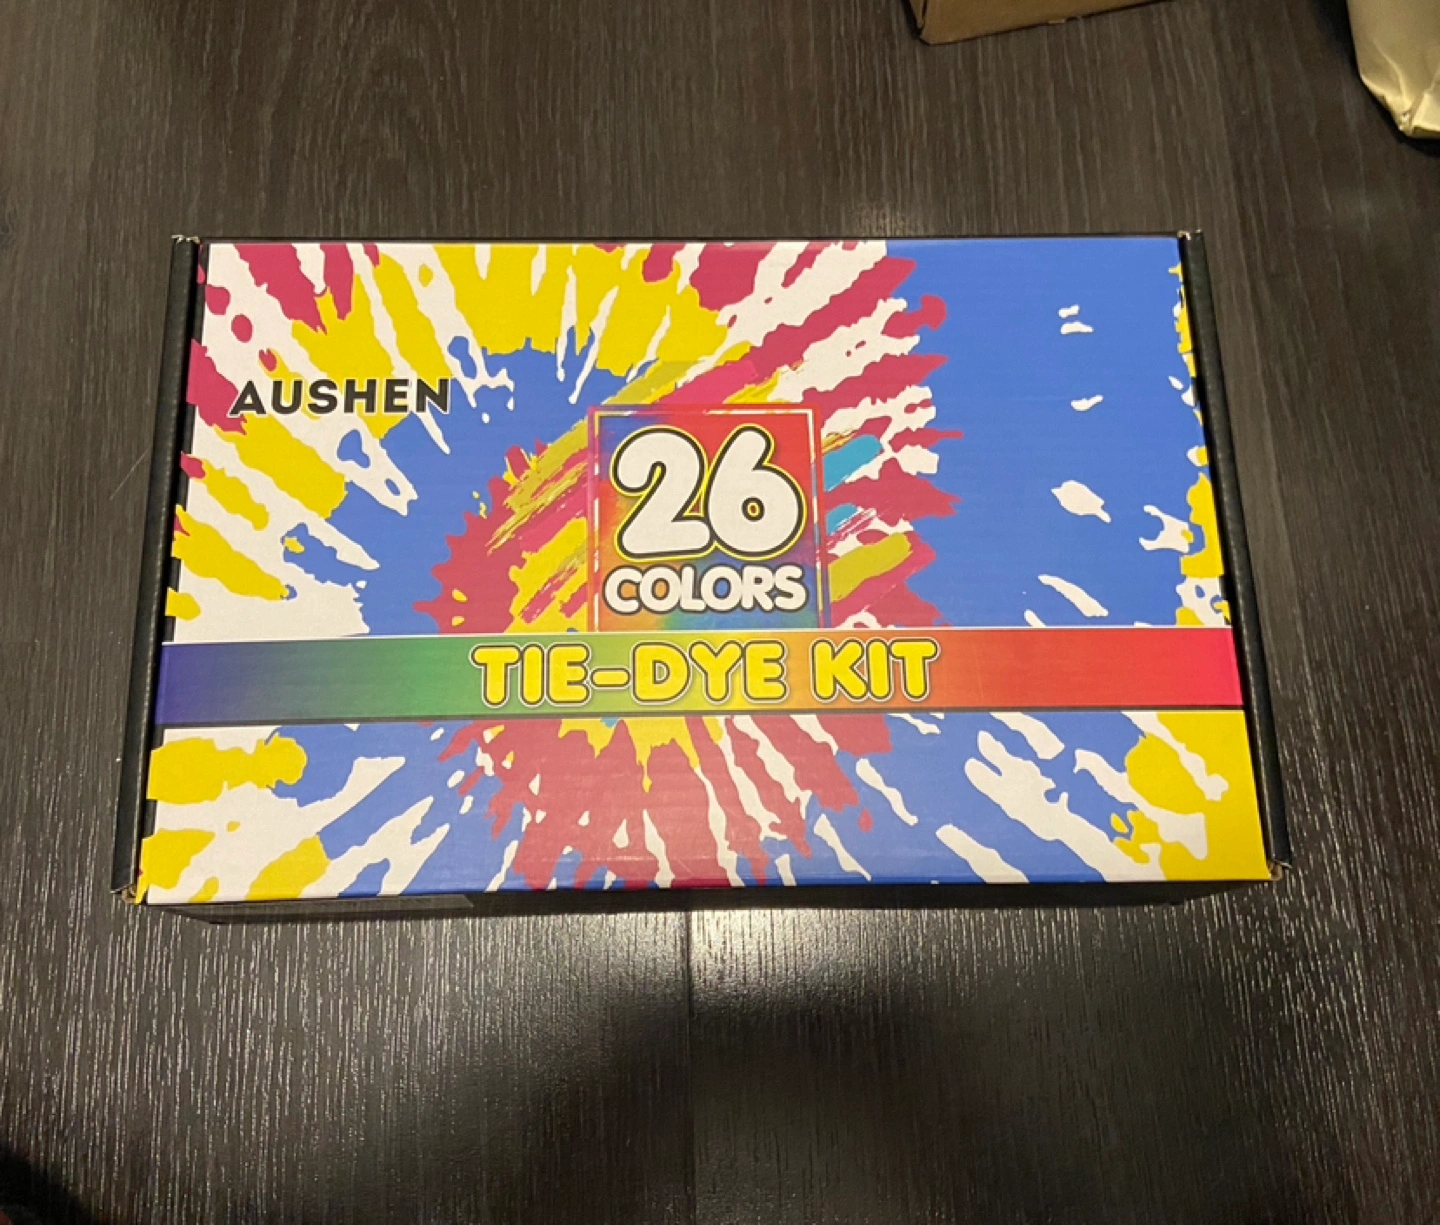 AUSHEN
26
COLORS
TIE-DYE KIT